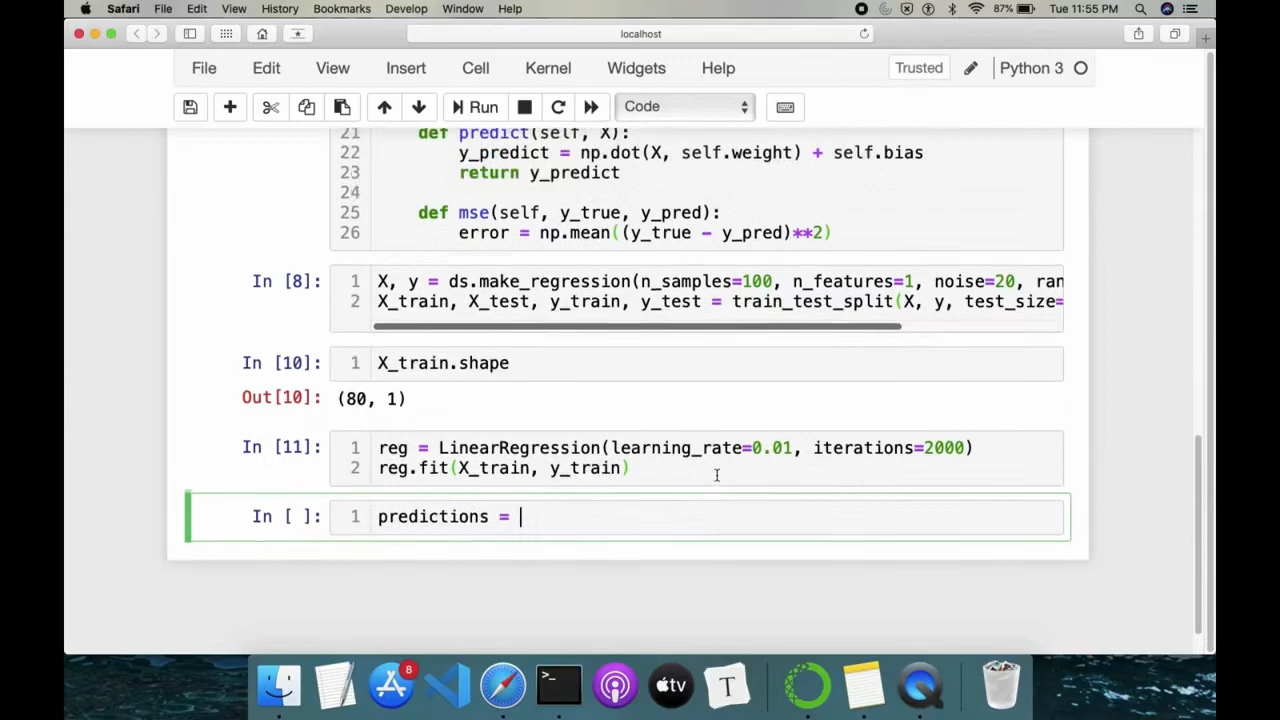 Safari File Edit View History Bookmarks Develop Window Help 87% Tue 11:55 PM
localhost
File Edit View Insert Cell Kernel Widgets Help Trusted Python 3
Run Code
21 def predict(self, X):
22 y_predict = np.dot(X, self.weight) + self.bias
23 return y_predict
24
25 def mse(self, y_true, y_pred):
26 error = np.mean((y_true - y_pred)**2)
In [8]: 1 X, y = ds.make_regression(n_samples=100, n_features=1, noise=20, ran
2 X_train, X_test, y_train, y_test = train_test_split(X, y, test_size=
In [10]: 1 X_train.shape
Out[10]: (80, 1)
In [11]: 1 reg = LinearRegression(learning_rate=0.01, iterations=2000)
2 reg.fit(X_train, y_train)
In [ ]: 1 predictions =
8
>_ tv T